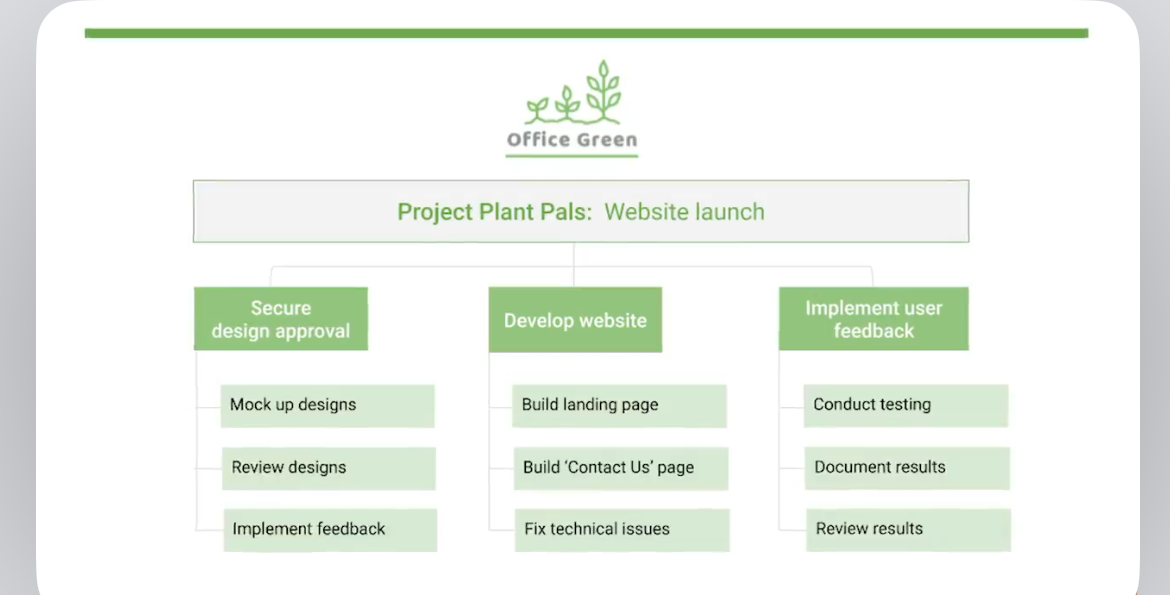 Office Green
Project Plant Pals: Website launch
Secure
design approval
Mock up designs
Review designs
Implement feedback
Develop website
Build landing page
Build ‘Contact Us’ page
Fix technical issues
Implement user
feedback
Conduct testing
Document results
Review results